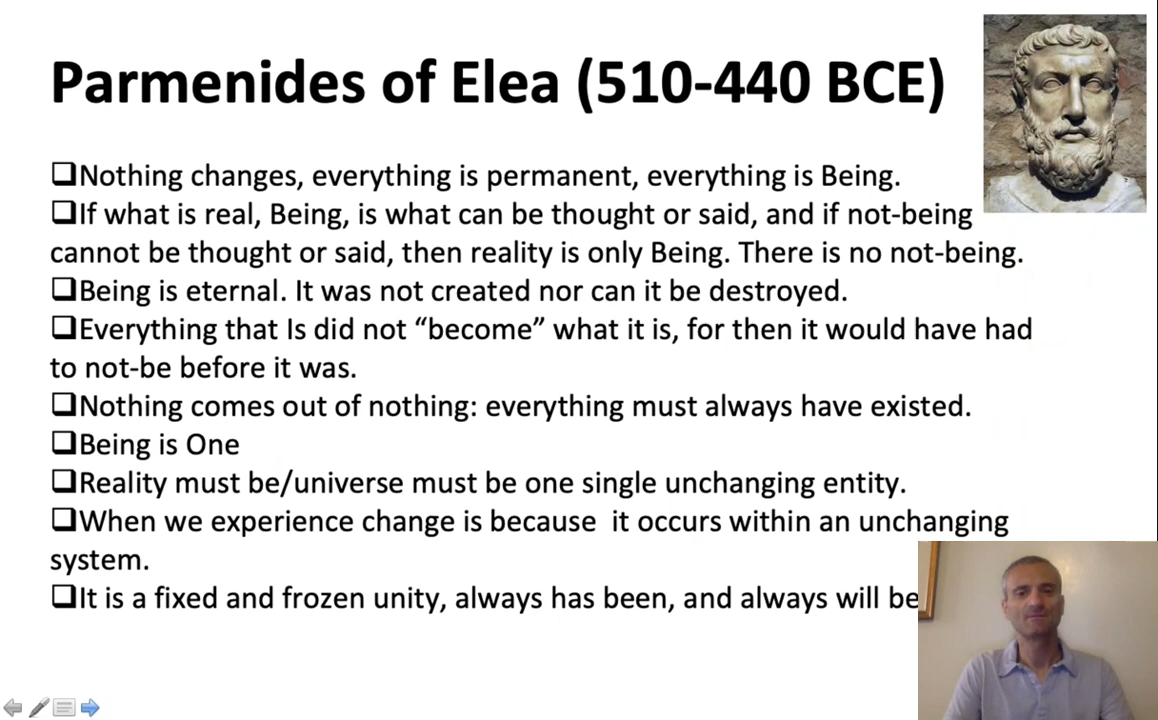 Parmenides of Elea (510-440 BCE)
❑Nothing changes, everything is permanent, everything is Being.
❑If what is real, Being, is what can be thought or said, and if not-being
cannot be thought or said, then reality is only Being. There is no not-being.
❑Being is eternal. It was not created nor can it be destroyed.
❑Everything that Is did not “become” what it is, for then it would have had
to not-be before it was.
❑Nothing comes out of nothing: everything must always have existed.
❑Being is One
❑Reality must be/universe must be one single unchanging entity.
❑When we experience change is because  it occurs within an unchanging
system.
❑It is a fixed and frozen unity, always has been, and always will be